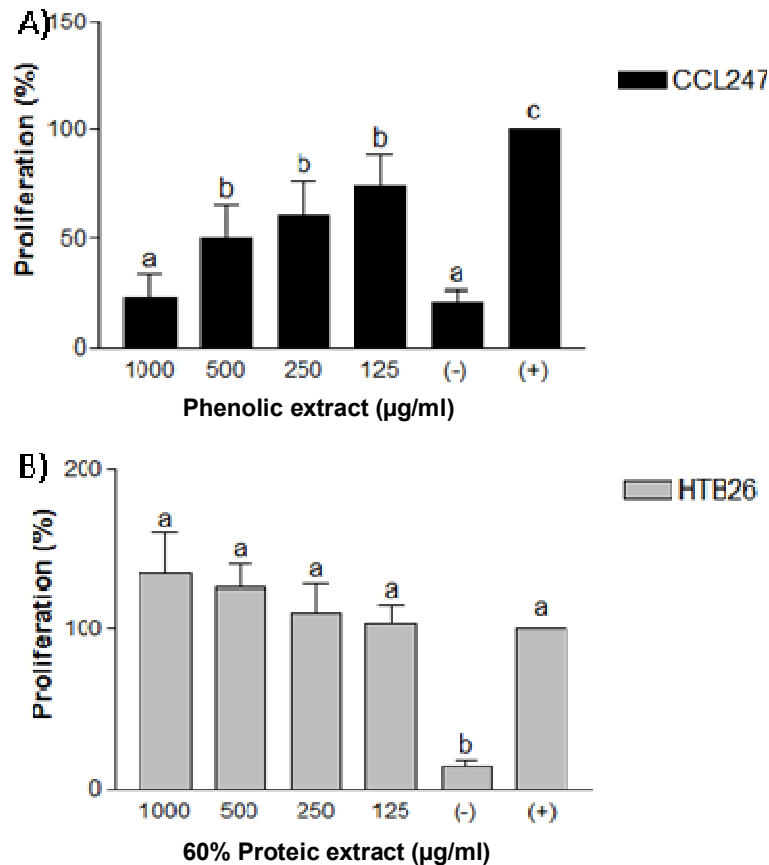 A)
150
CCL247
c
100
b
b
b
a
a
50
0
Proliferation (%)
1000 500 250 125 (-) (+)
Phenolic extract (µg/ml)
B)
200
HTB26
a
a
a
a
a
100
b
0
Proliferation (%)
1000 500 250 125 (-) (+)
60% Proteic extract (µg/ml)